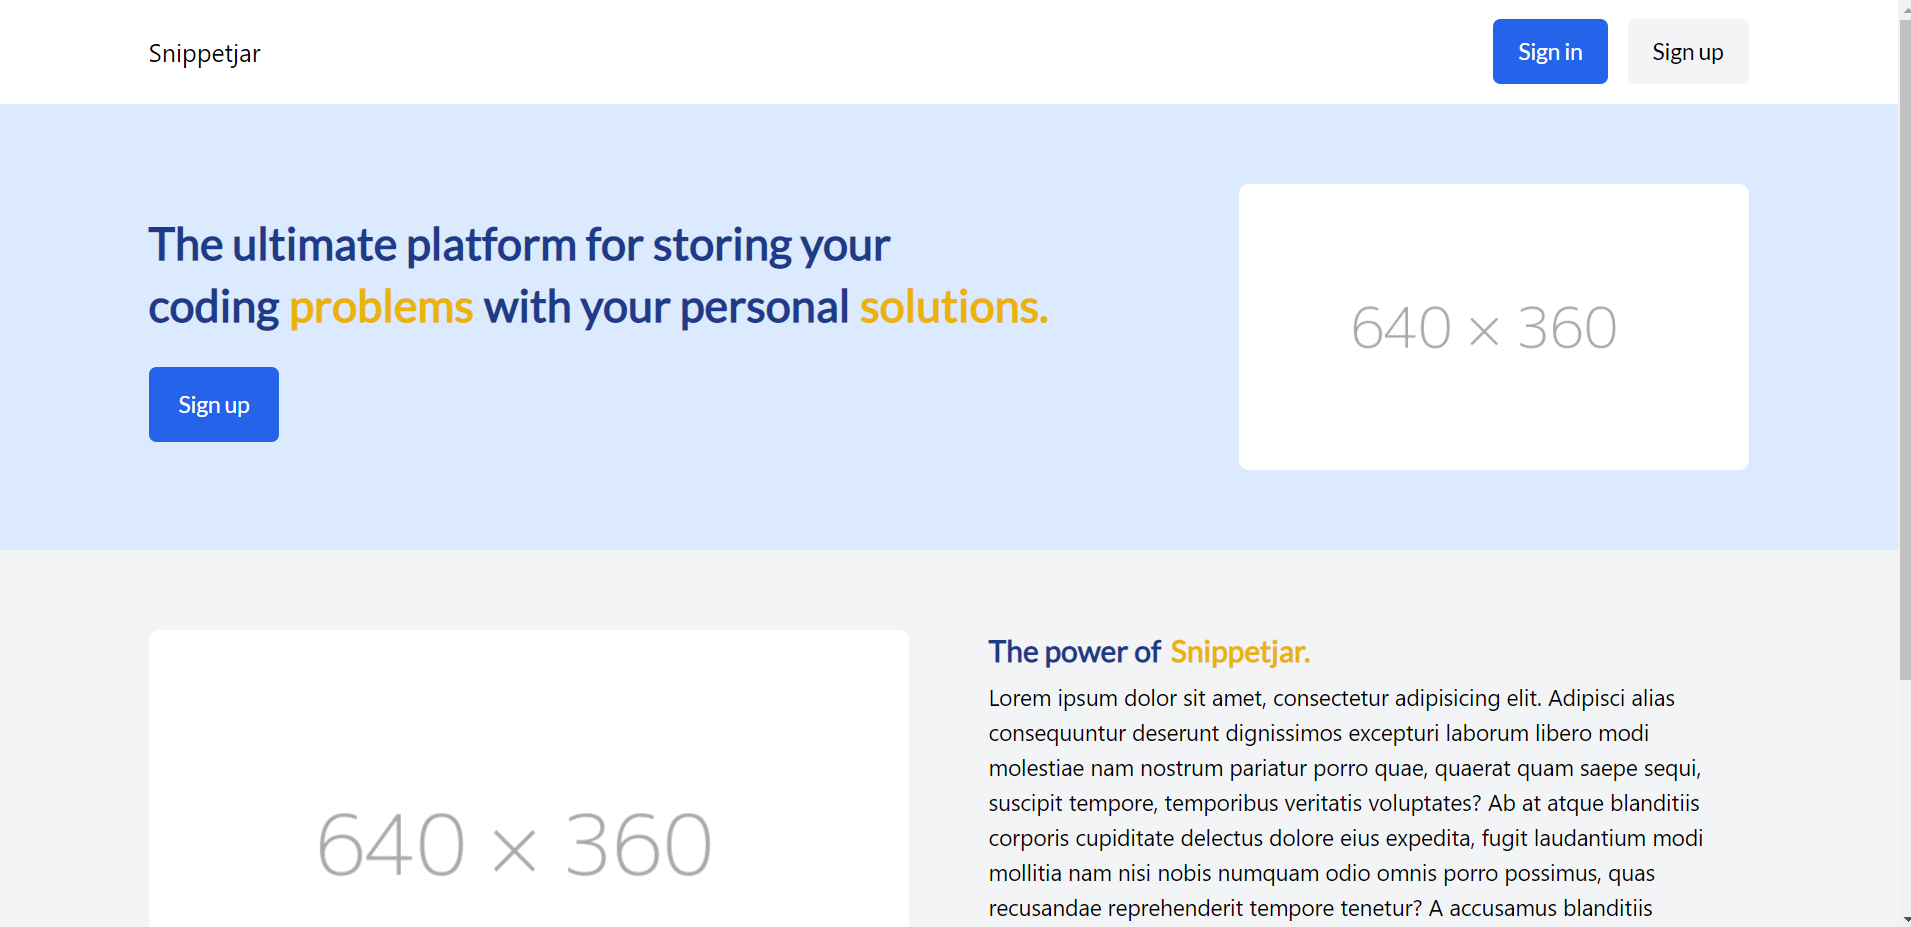 Snippetjar
Sign in
Sign up
The ultimate platform for storing your
coding problems with your personal solutions.
Sign up
640 × 360
640 × 360
The power of Snippetjar.
Lorem ipsum dolor sit amet, consectetur adipisicing elit. Adipisci alias
consequuntur deserunt dignissimos excepturi laborum libero modi
molestiae nam nostrum pariatur porro quae, quaerat quam saepe sequi,
suscipit tempore, temporibus veritatis voluptates? Ab at atque blanditiis
corporis cupiditate delectus dolore eius expedita, fugit laudantium modi
mollitia nam nisi nobis numquam odio omnis porro possimus, quas
recusandae reprehenderit tempore tenetur? A accusamus blanditiis